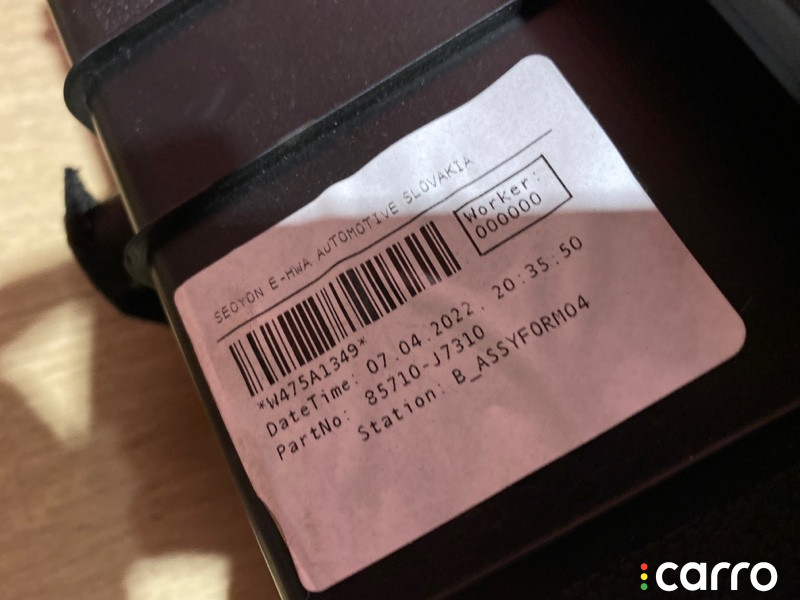 SEOYON E-HWA AUTOMOTIVE SLOVAKIA
Worker:
000000
*W475A1349*
DateTime: 07.04.2022. 20:35:50
PartNo: 85710-J7310
Station: B_ASSYFORM04
carro